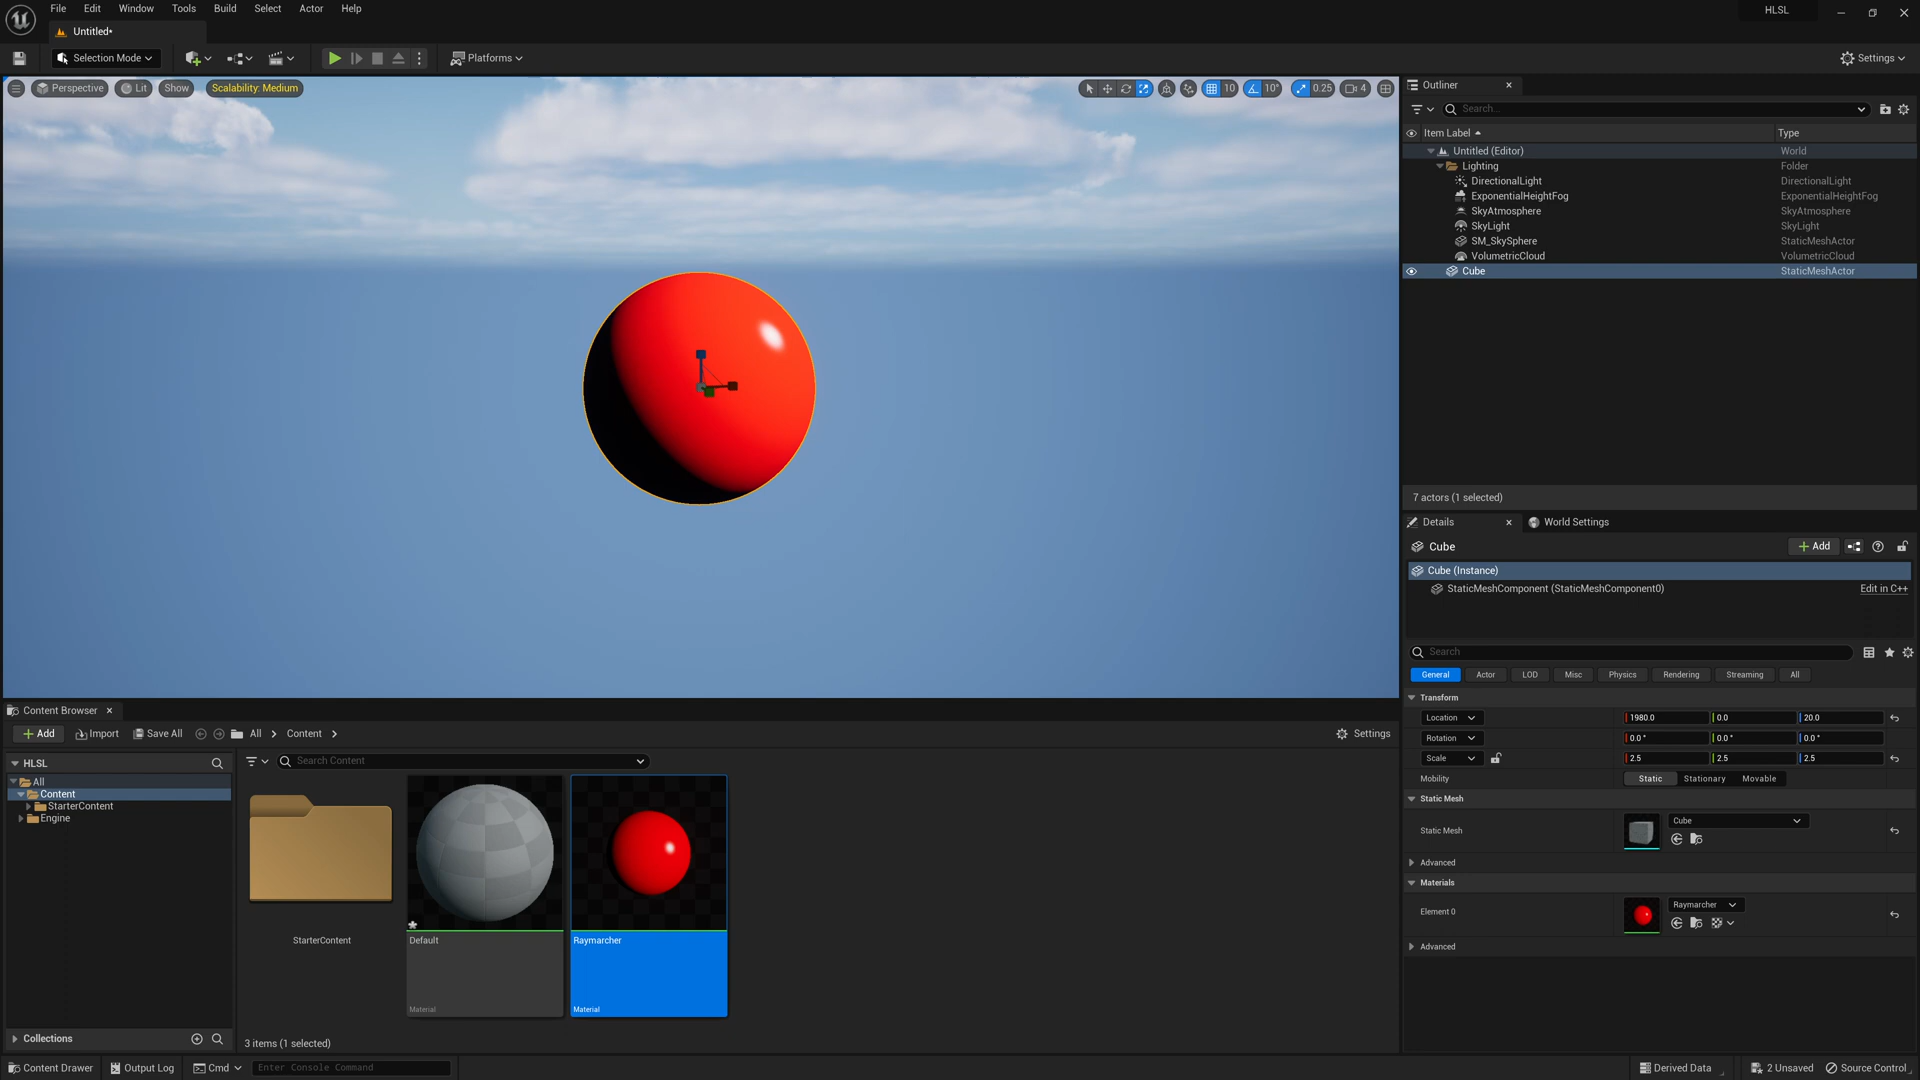 File Edit Window Tools Build Select Actor Help
HLSL
Untitled•
Selection Mode
Platforms
Settings
Perspective Lit Show Scalability: Medium
10 10° 0.25 4
Outliner
Search...
Item Label Type
Untitled (Editor) World
Lighting Folder
DirectionalLight DirectionalLight
ExponentialHeightFog ExponentialHeightFog
SkyAtmosphere SkyAtmosphere
SkyLight SkyLight
SM_SkySphere StaticMeshActor
VolumetricCloud VolumetricCloud
Cube StaticMeshActor
7 actors (1 selected)
Details World Settings
Cube
Add
Cube (Instance)
StaticMeshComponent (StaticMeshComponent0) Edit in C++
Search
General Actor LOD Misc Physics Rendering Streaming All
Transform
Location 1980.0 0.0 20.0
Rotation 0.0° 0.0° 0.0°
Scale 2.5 2.5 2.5
Mobility Static Stationary Movable
Static Mesh
Static Mesh Cube
Advanced
Materials
Element 0 Raymarcher
Advanced
Content Browser
Add Import Save All All Content Settings
HLSL
Search Content
All
Content
StarterContent
Engine
StarterContent
Default
Material
Raymarcher
Material
Collections
3 items (1 selected)
Content Drawer Output Log Cmd Enter Console Command
Derived Data 2 Unsaved Source Control